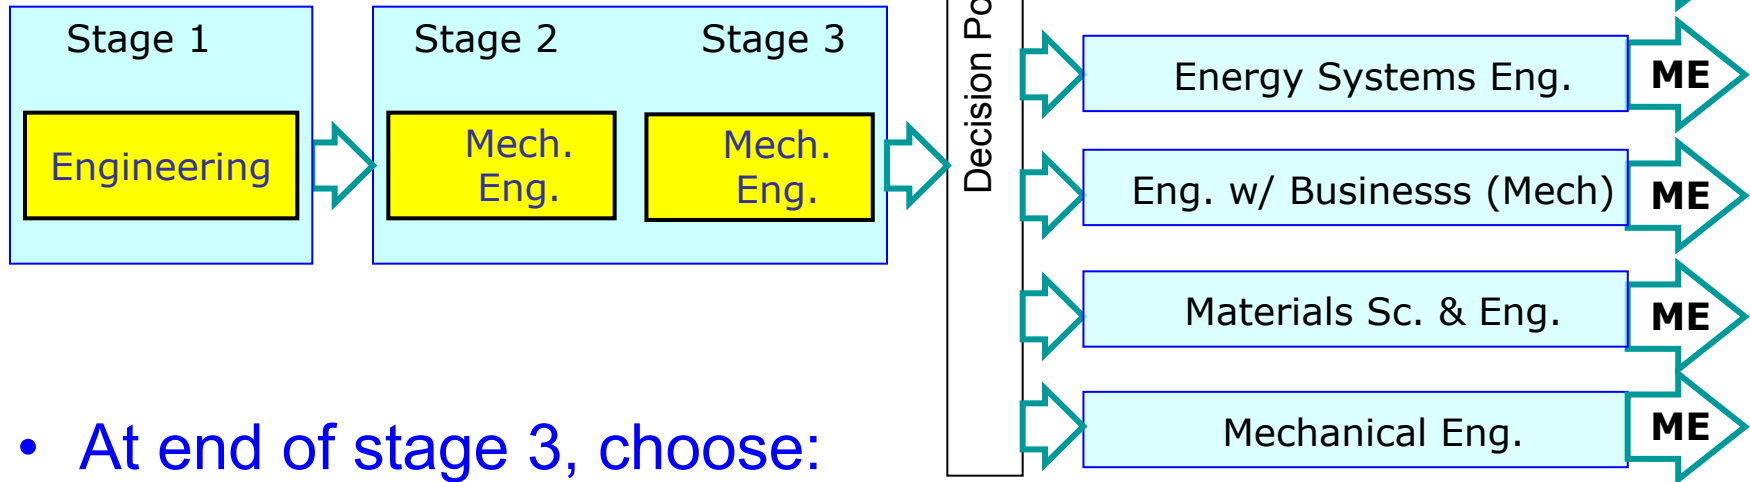 Stage 1
Engineering
Stage 2
Stage 3
Mech.
Eng.
Mech.
Eng.
Decision
Energy Systems Eng.
ME
Eng. w/ Businesss (Mech)
ME
Materials Sc. & Eng.
ME
Mechanical Eng.
ME
• At end of stage 3, choose: